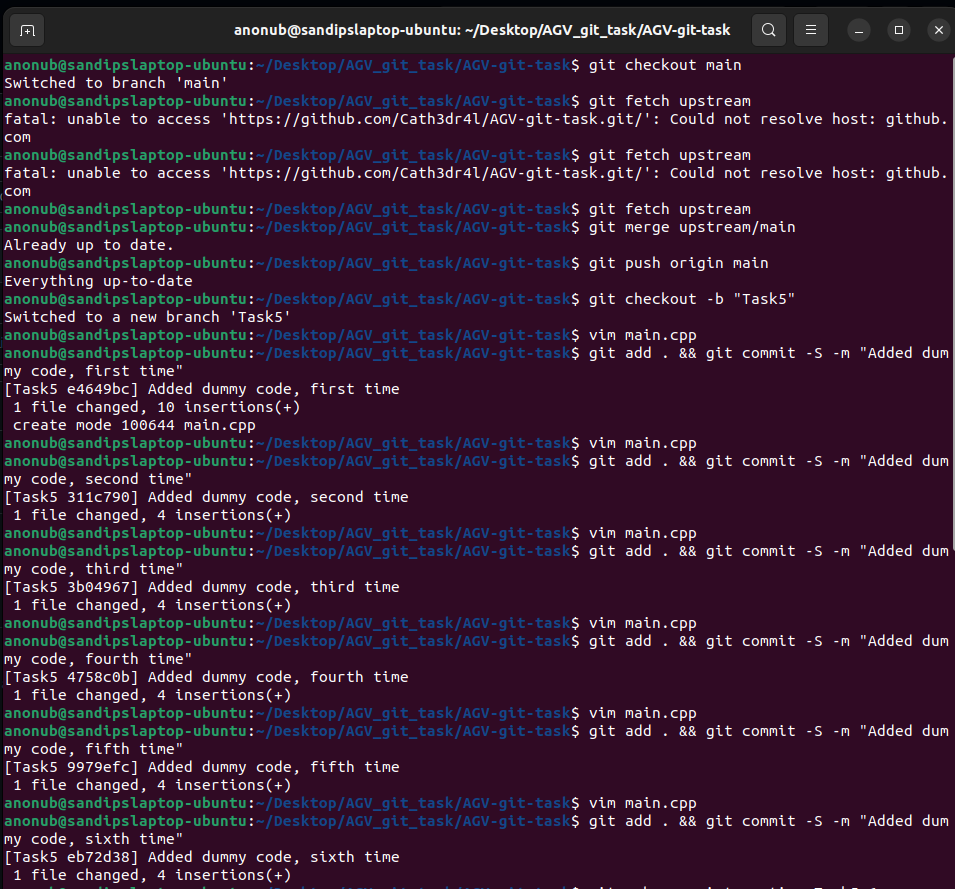 anonub@sandipslaptop-ubuntu: ~/Desktop/AGV_git_task/AGV-git-task
anonub@sandipslaptop-ubuntu:~/Desktop/AGV_git_task/AGV-git-task$ git checkout main
Switched to branch 'main'
anonub@sandipslaptop-ubuntu:~/Desktop/AGV_git_task/AGV-git-task$ git fetch upstream
fatal: unable to access 'https://github.com/Cath3dr4l/AGV-git-task.git/': Could not resolve host: github.
com
anonub@sandipslaptop-ubuntu:~/Desktop/AGV_git_task/AGV-git-task$ git fetch upstream
fatal: unable to access 'https://github.com/Cath3dr4l/AGV-git-task.git/': Could not resolve host: github.
com
anonub@sandipslaptop-ubuntu:~/Desktop/AGV_git_task/AGV-git-task$ git fetch upstream
anonub@sandipslaptop-ubuntu:~/Desktop/AGV_git_task/AGV-git-task$ git merge upstream/main
Already up to date.
anonub@sandipslaptop-ubuntu:~/Desktop/AGV_git_task/AGV-git-task$ git push origin main
Everything up-to-date
anonub@sandipslaptop-ubuntu:~/Desktop/AGV_git_task/AGV-git-task$ git checkout -b "Task5"
Switched to a new branch 'Task5'
anonub@sandipslaptop-ubuntu:~/Desktop/AGV_git_task/AGV-git-task$ vim main.cpp
anonub@sandipslaptop-ubuntu:~/Desktop/AGV_git_task/AGV-git-task$ git add . && git commit -S -m "Added dum
my code, first time"
[Task5 e4649bc] Added dummy code, first time
 1 file changed, 10 insertions(+)
 create mode 100644 main.cpp
anonub@sandipslaptop-ubuntu:~/Desktop/AGV_git_task/AGV-git-task$ vim main.cpp
anonub@sandipslaptop-ubuntu:~/Desktop/AGV_git_task/AGV-git-task$ git add . && git commit -S -m "Added dum
my code, second time"
[Task5 311c790] Added dummy code, second time
 1 file changed, 4 insertions(+)
anonub@sandipslaptop-ubuntu:~/Desktop/AGV_git_task/AGV-git-task$ vim main.cpp
anonub@sandipslaptop-ubuntu:~/Desktop/AGV_git_task/AGV-git-task$ git add . && git commit -S -m "Added dum
my code, third time"
[Task5 3b04967] Added dummy code, third time
 1 file changed, 4 insertions(+)
anonub@sandipslaptop-ubuntu:~/Desktop/AGV_git_task/AGV-git-task$ vim main.cpp
anonub@sandipslaptop-ubuntu:~/Desktop/AGV_git_task/AGV-git-task$ git add . && git commit -S -m "Added dum
my code, fourth time"
[Task5 4758c0b] Added dummy code, fourth time
 1 file changed, 4 insertions(+)
anonub@sandipslaptop-ubuntu:~/Desktop/AGV_git_task/AGV-git-task$ vim main.cpp
anonub@sandipslaptop-ubuntu:~/Desktop/AGV_git_task/AGV-git-task$ git add . && git commit -S -m "Added dum
my code, fifth time"
[Task5 9979efc] Added dummy code, fifth time
 1 file changed, 4 insertions(+)
anonub@sandipslaptop-ubuntu:~/Desktop/AGV_git_task/AGV-git-task$ vim main.cpp
anonub@sandipslaptop-ubuntu:~/Desktop/AGV_git_task/AGV-git-task$ git add . && git commit -S -m "Added dum
my code, sixth time"
[Task5 eb72d38] Added dummy code, sixth time
 1 file changed, 4 insertions(+)